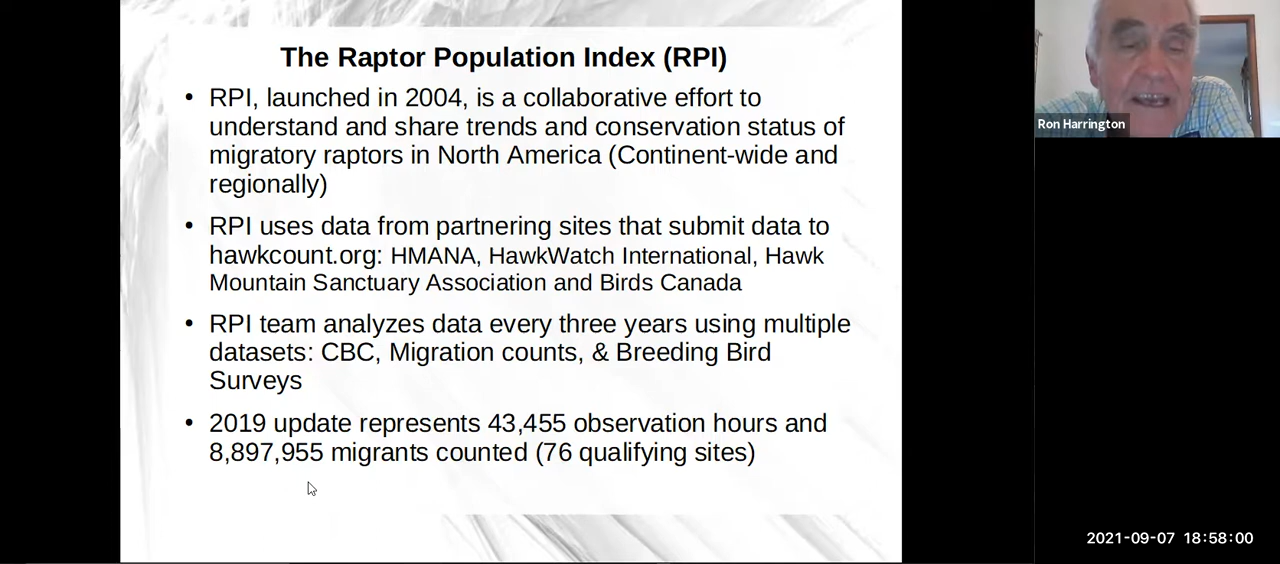 The Raptor Population Index (RPI)
• RPI, launched in 2004, is a collaborative effort to
understand and share trends and conservation status of
migratory raptors in North America (Continent-wide and
regionally)
• RPI uses data from partnering sites that submit data to
hawkcount.org: HMANA, HawkWatch International, Hawk
Mountain Sanctuary Association and Birds Canada
• RPI team analyzes data every three years using multiple
datasets: CBC, Migration counts, & Breeding Bird
Surveys
• 2019 update represents 43,455 observation hours and
8,897,955 migrants counted (76 qualifying sites)
Ron Harrington
2021-09-07 18:58:00